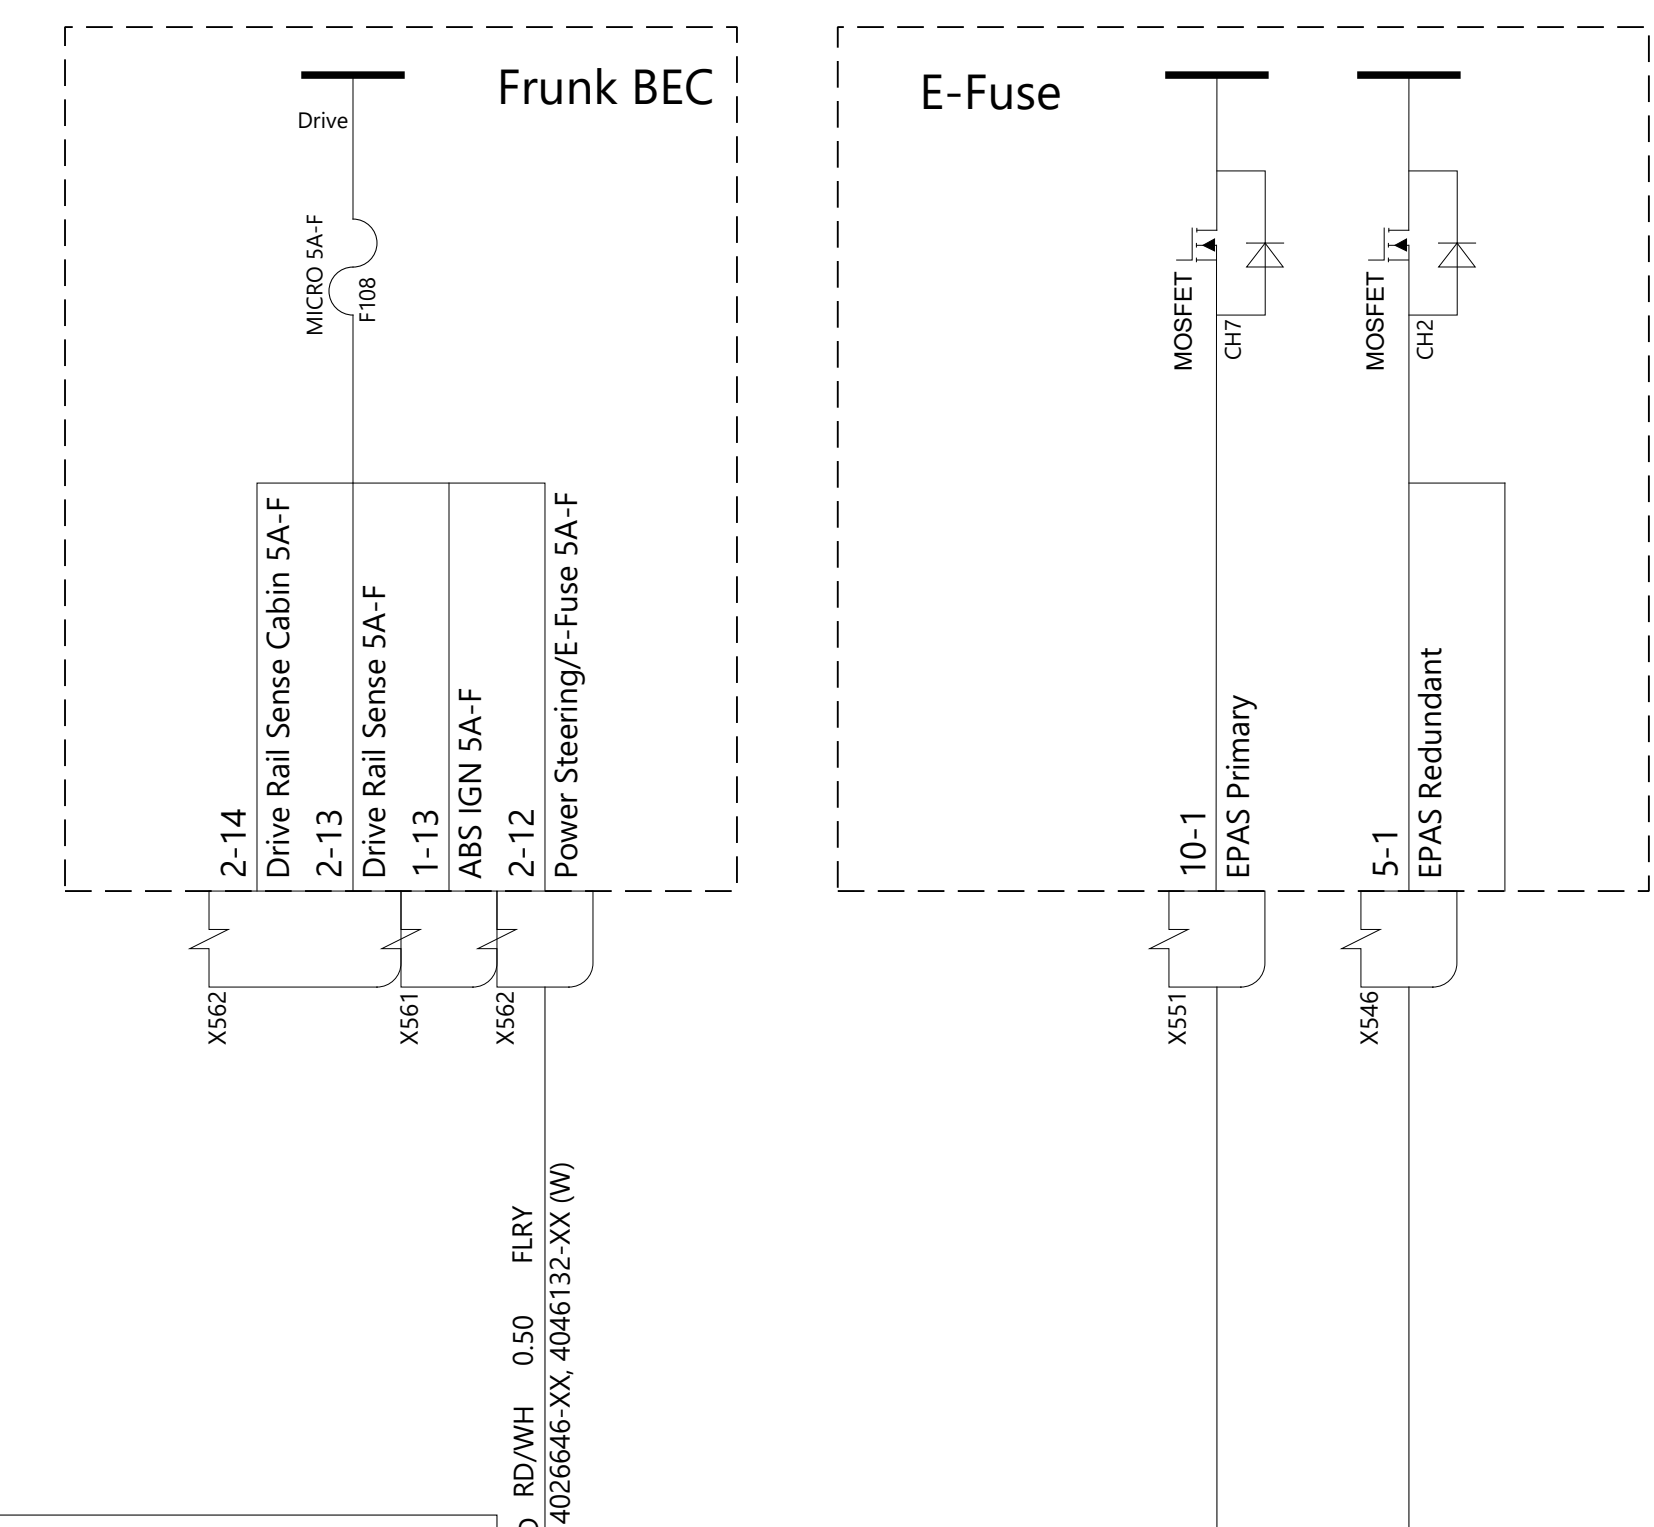 Frunk BEC
Drive
MICRO 5A-F
F108
2-14
Drive Rail Sense Cabin 5A-F
2-13
Drive Rail Sense 5A-F
1-13
ABS IGN 5A-F
2-12
Power Steering/E-Fuse 5A-F
X562
X561
X562
RD/WH 0.50 FLRY
4026646-XX, 4046132-XX (W)
E-Fuse
MOSFET
CH7
MOSFET
CH2
10-1
EPAS Primary
5-1
EPAS Redundant
X551
X546